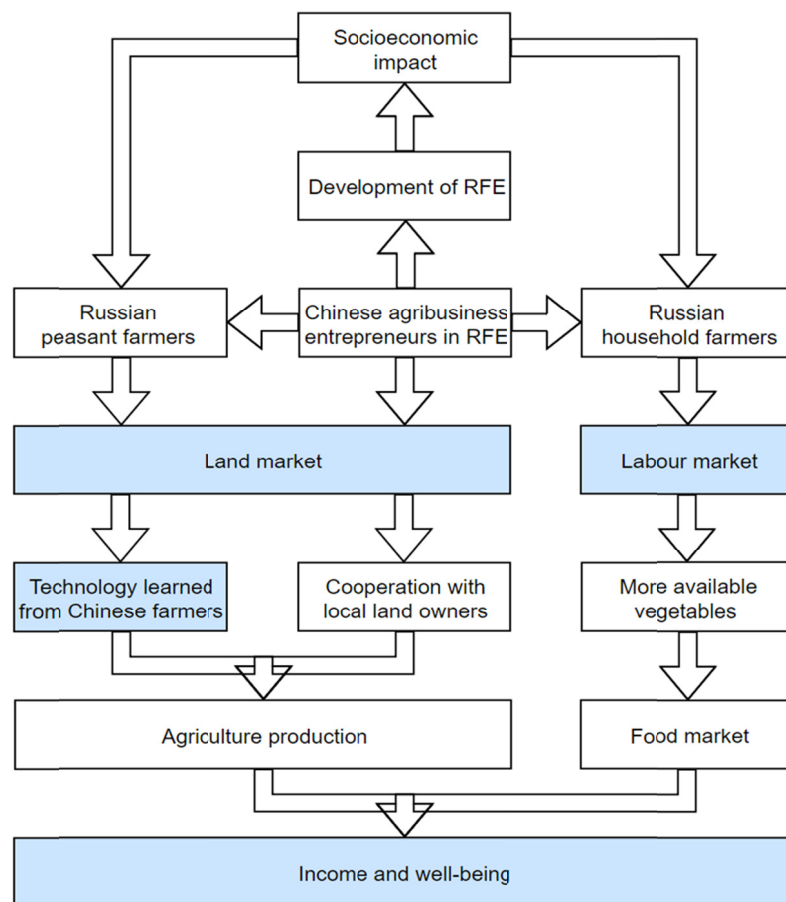 Socioeconomic
impact
Development of RFE
Russian
peasant farmers
Chinese agribusiness
entrepreneurs in RFE
Russian
household farmers
Land market
Labour market
Technology learned
from Chinese farmers
Cooperation with
local land owners
More available
vegetables
Agriculture production
Food market
Income and well-being